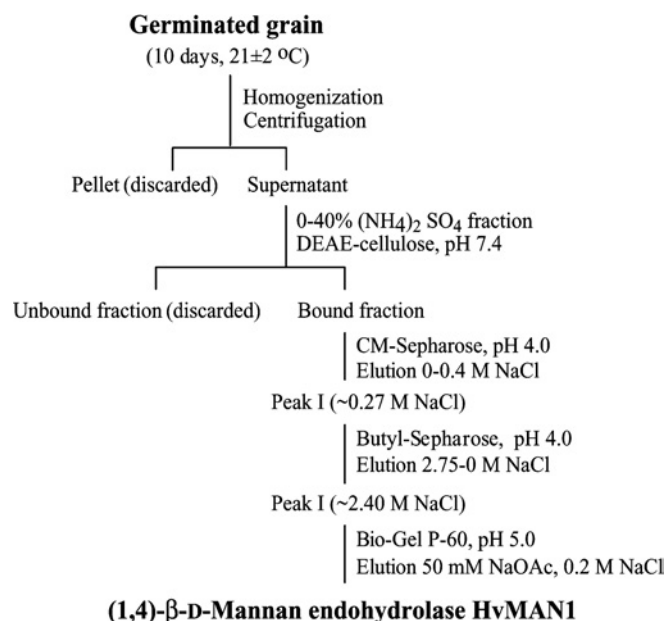 Germinated grain
(10 days, 21±2 ºC)
Homogenization
Centrifugation
Pellet (discarded) Supernatant
0-40% (NH4)₂ SO₄ fraction
DEAE-cellulose, pH 7.4
Unbound fraction (discarded) Bound fraction
CM-Sepharose, pH 4.0
Elution 0-0.4 M NaCl
Peak I (~0.27 M NaCl)
Butyl-Sepharose, pH 4.0
Elution 2.75-0 M NaCl
Peak I (~2.40 M NaCl)
Bio-Gel P-60, pH 5.0
Elution 50 mM NaOAc, 0.2 M NaCl
(1,4)-β-D-Mannan endohydrolase HvMAN1